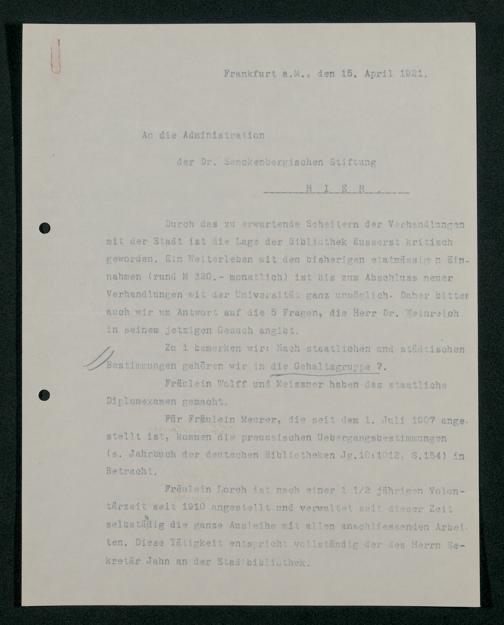 Frankfurt a.M., den 15. April 1921.
An die Administration
der Dr. Senckenbergischen Stiftung
H I E R .
Durch das zu erwartende Scheitern der Verhandlungen
mit der Stadt ist die Lage der Bibliothek äusserst kritisch
geworden. Ein Weiterleben mit den bisherigen etatmässigen Ein-
nahmen (rund M 320.- monatlich) ist bis zum Abschluss neuer
Verhandlungen mit der Universität ganz unmöglich. Daher bitten
auch wir um Antwort auf die 5 Fragen, die Herr Dr. Heinreich
in seinem jetzigen Gesuch angibt.
Zu 1 bemerken wir: Nach staatlichen und städtischen
Bestimmungen gehören wir in die Gehaltsgruppe 7.
Fräulein Wolff und Meissner haben das staatliche
Diplomexamen gemacht.
Für Fräulein Meurer, die seit dem 1. Juli 1907 ange-
stellt ist, kommen die preussischen Uebergangsbestimmungen
(s. Jahrbuch der deutschen Bibliotheken Jg.10:1912, S.154) in
Betracht.
Fräulein Lorch ist nach einer 1 1/2 jährigen Volon-
tärzeit seit 1910 angestellt und verwaltet seit dieser Zeit
selbständig die ganze Ausleihe mit allen anschliessenden Arbei-
ten. Diese Tätigkeit entspricht vollständig der des Herrn Se-
kretär Jahn an der Stadtbibliothek.